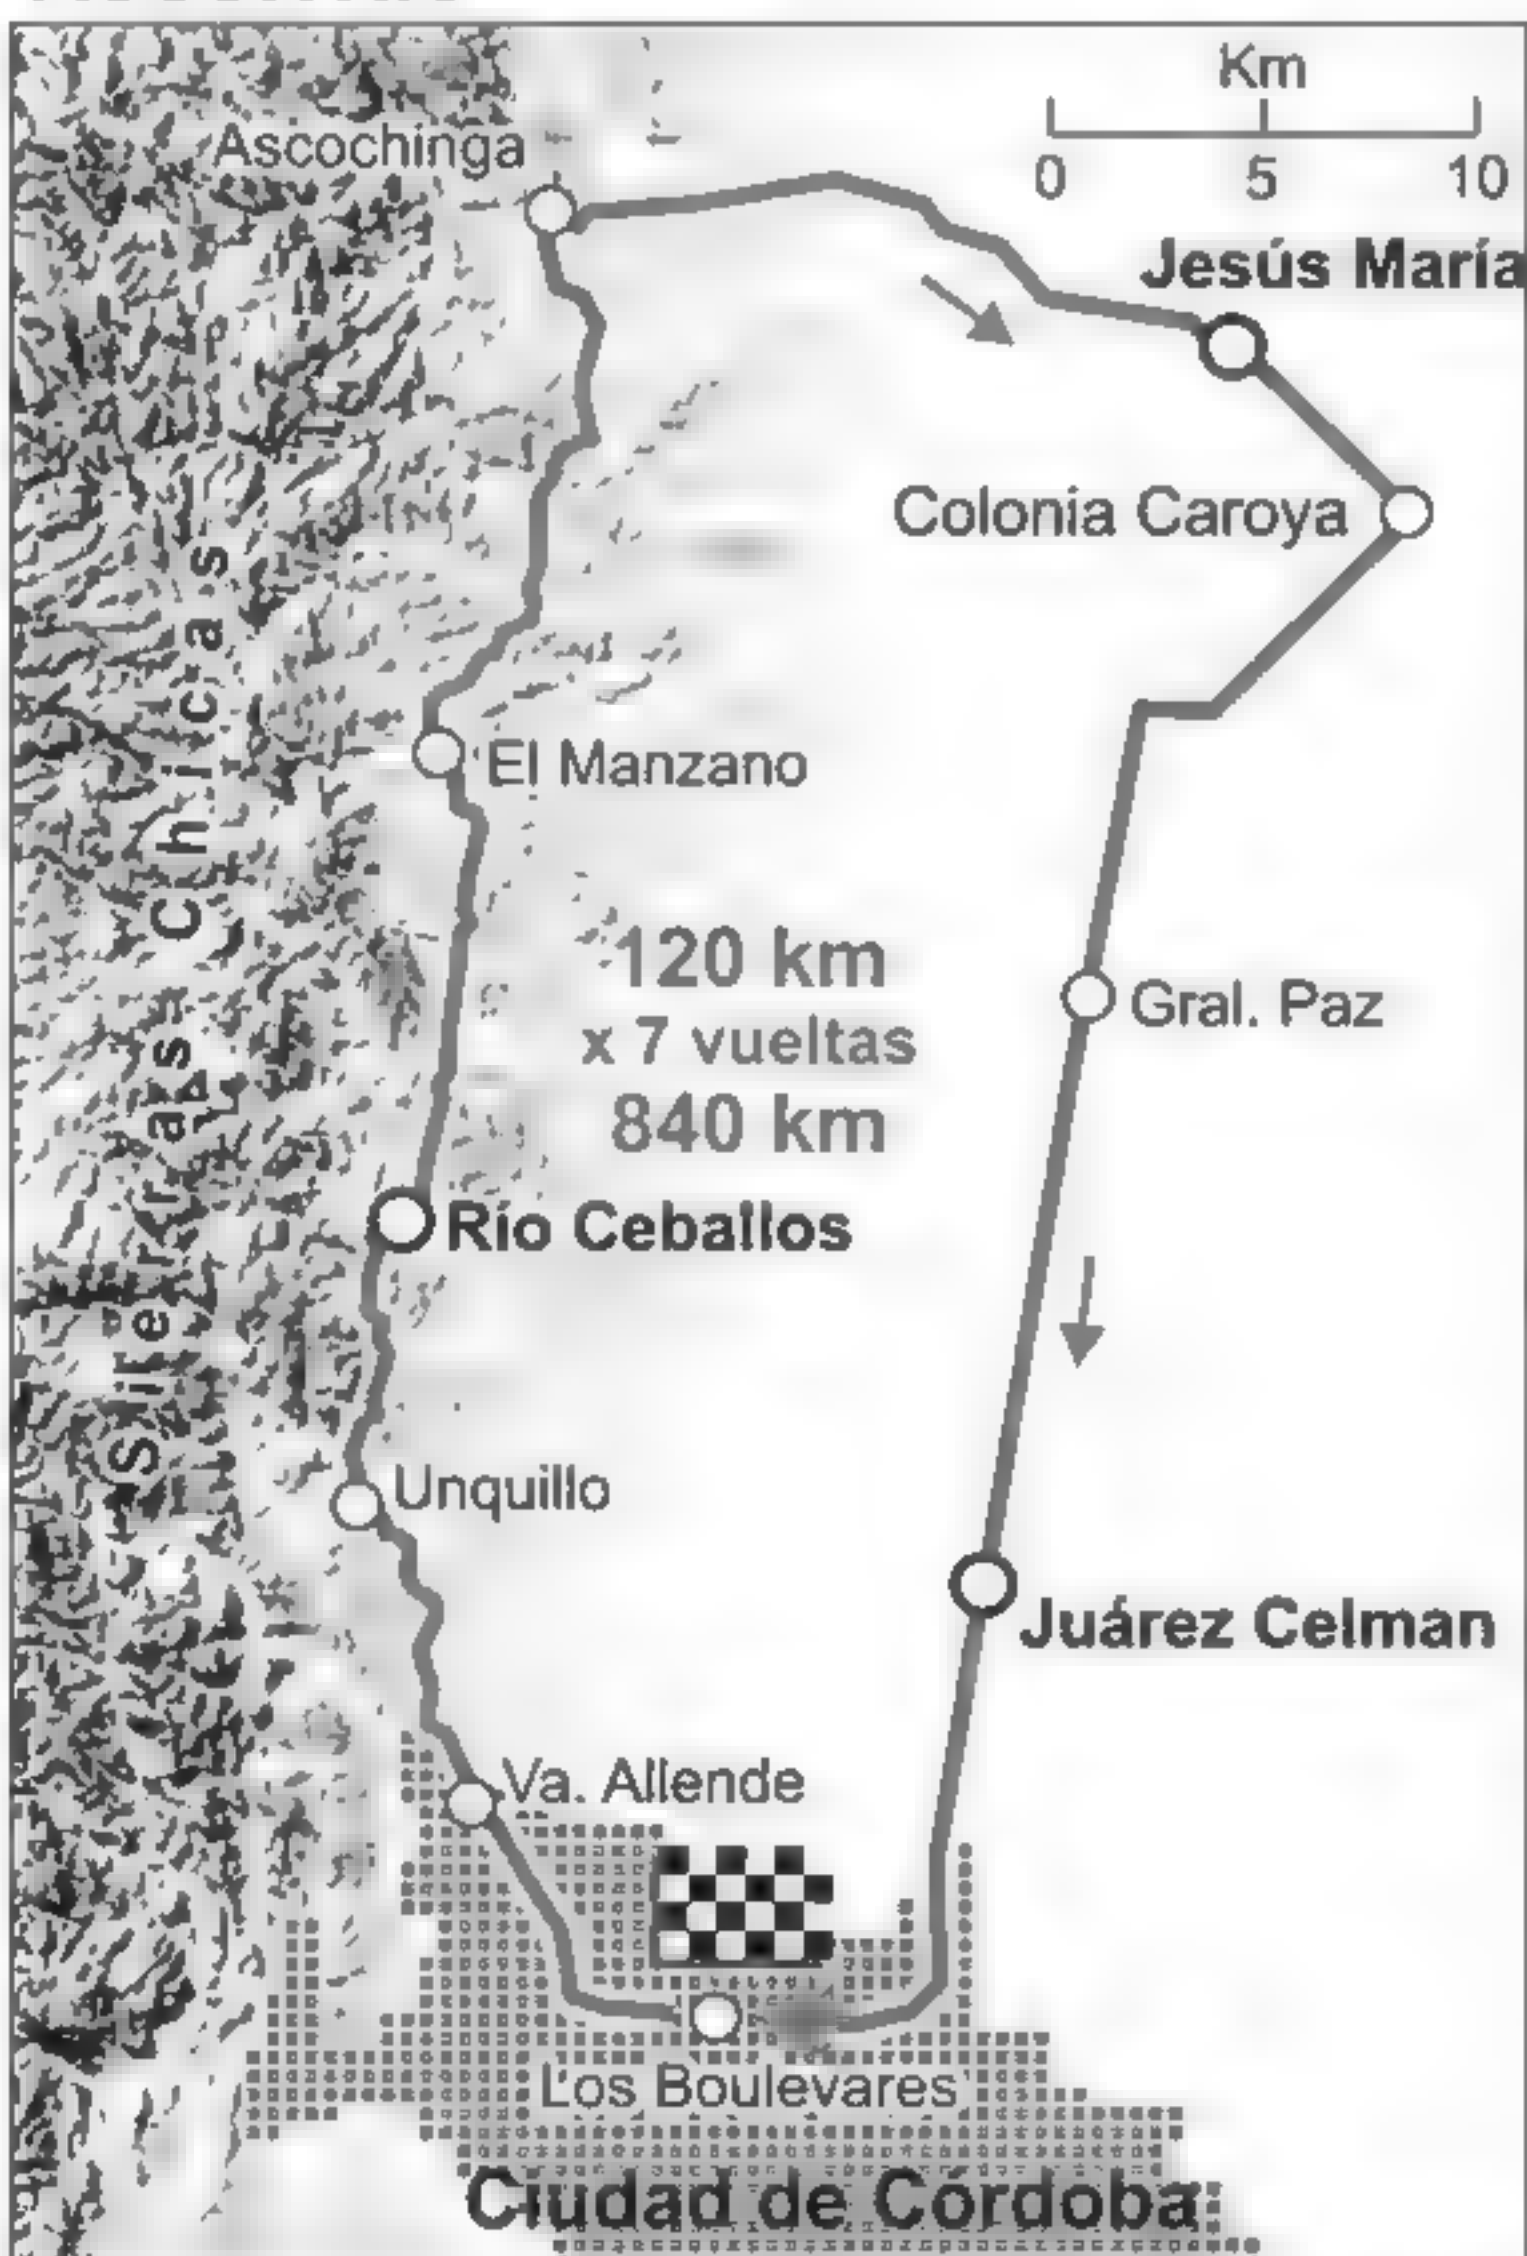 Km
0 5 10
Ascochinga
Jesús María
Colonia Caroya
El Manzano
Sierras Chicas
120 km
x 7 vueltas
840 km
Gral. Paz
Río Ceballos
Unquillo
Juárez Celman
Va. Allende
Los Boulevares
Ciudad de Córdoba